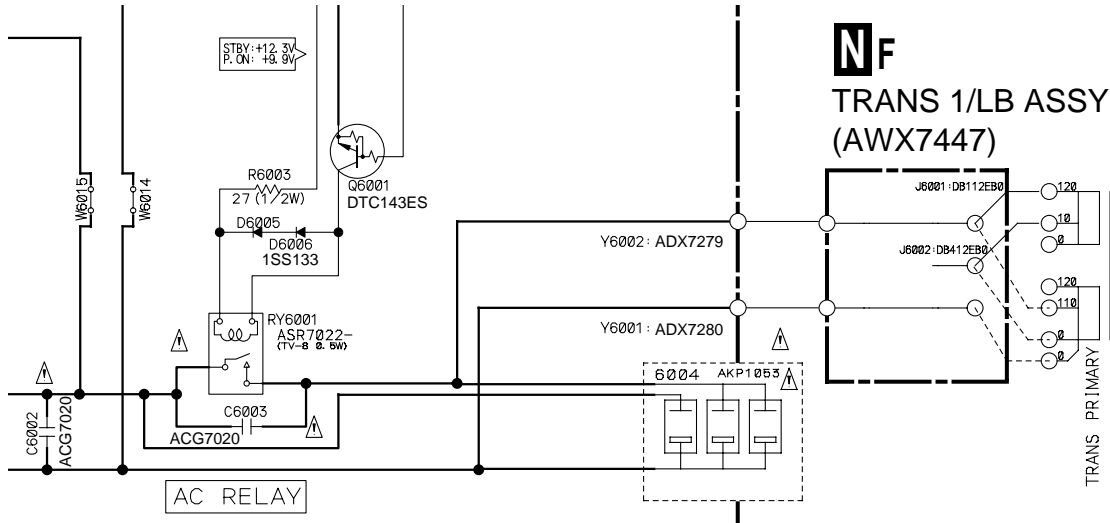 STBY:+12.3V
P.ON: +9.9V
N F
TRANS 1/LB ASSY
(AWX7447)
W6015
W6014
R6003
27 (1/2W)
Q6001
DTC143ES
D6005
D6006
1SS133
Y6002: ADX7279
J6001:DB112EB0
J6002:DB412EB0
120
10
0
120
110
0
0
RY6001
ASR7022-
(TV-8 0.5W)
Y6001: ADX7280
6004 AKP1053
C6002
ACG7020
C6003
ACG7020
TRANS PRIMARY
AC RELAY